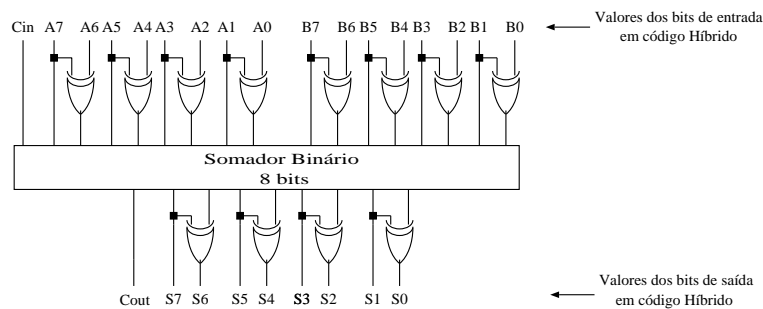 Cin A7 A6 A5 A4 A3 A2 A1 A0 B7 B6 B5 B4 B3 B2 B1 B0
Valores dos bits de entrada
em código Híbrido
Somador Binário
8 bits
Cout S7 S6 S5 S4 S3 S2 S1 S0
Valores dos bits de saída
em código Híbrido